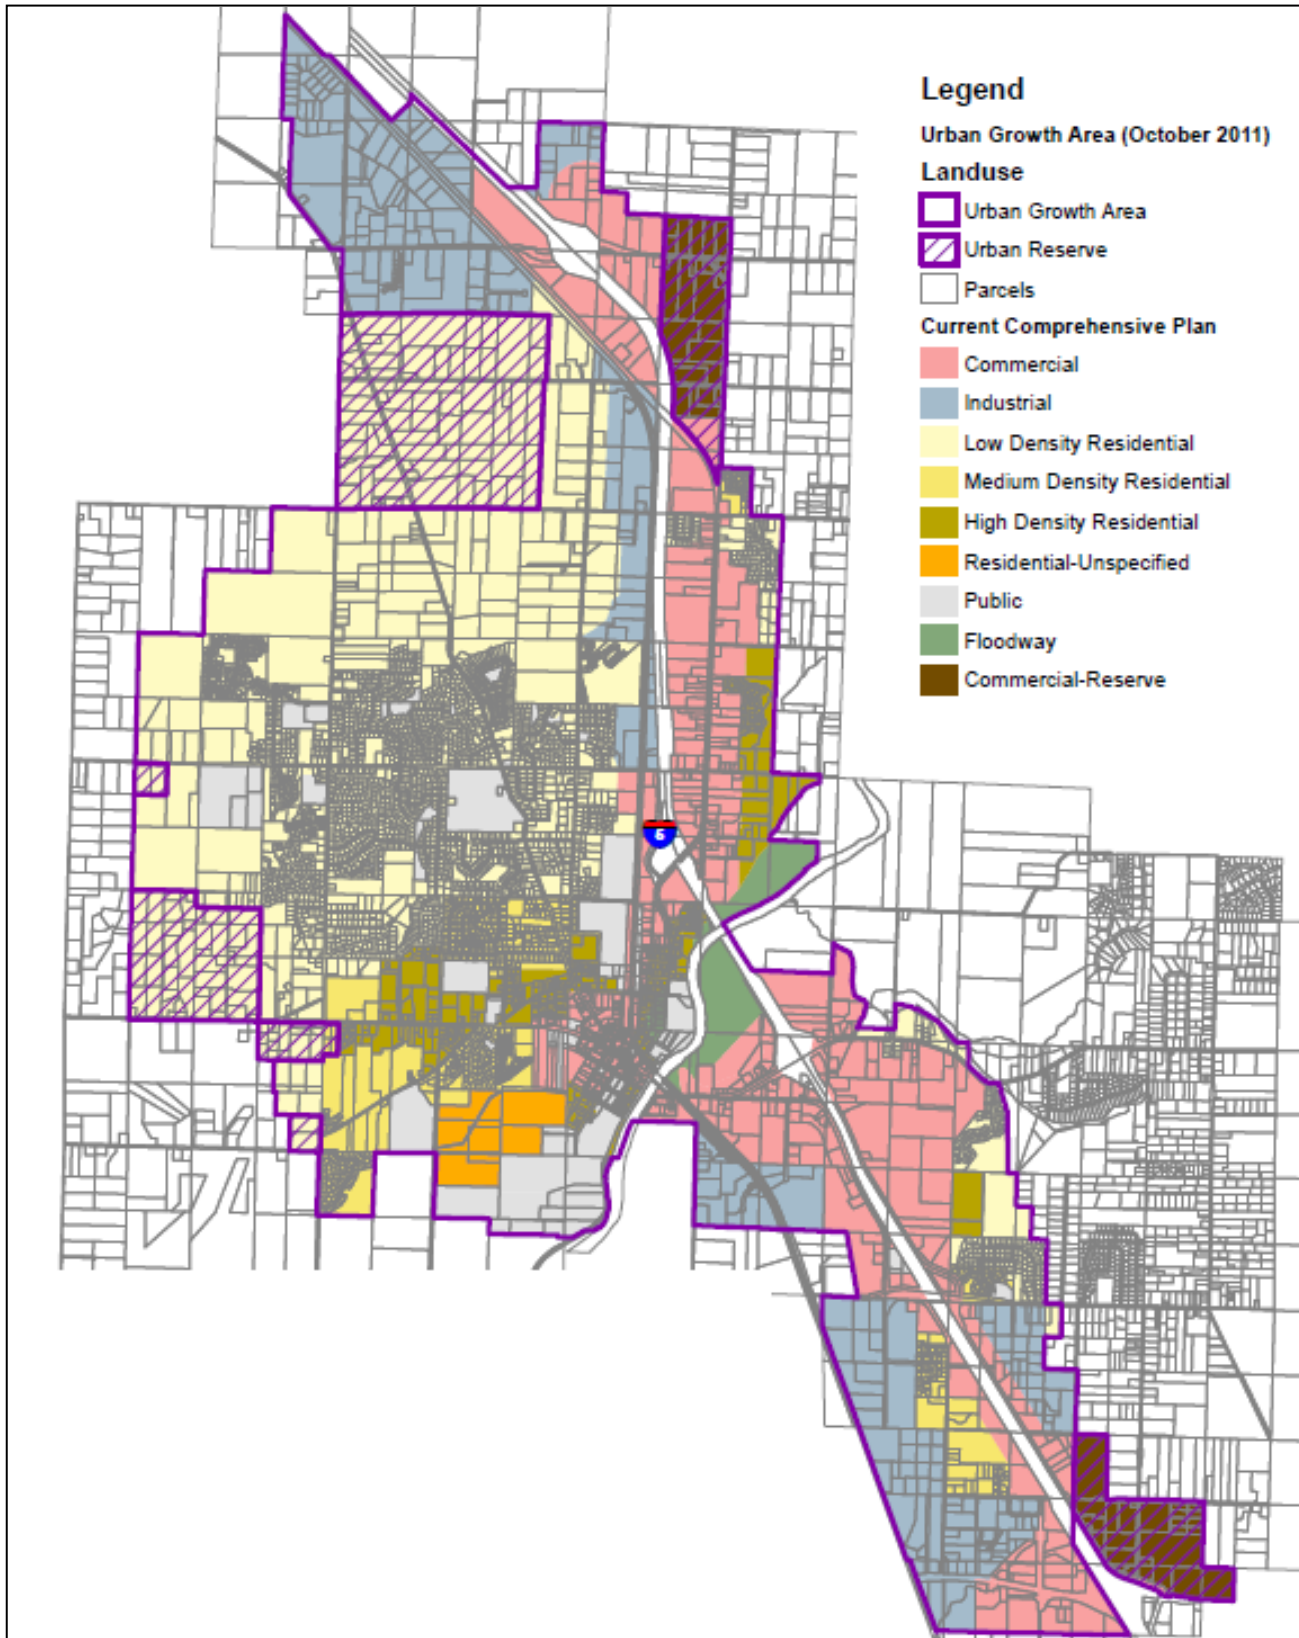 Legend
Urban Growth Area (October 2011)
Landuse
Urban Growth Area
Urban Reserve
Parcels
Current Comprehensive Plan
Commercial
Industrial
Low Density Residential
Medium Density Residential
High Density Residential
Residential-Unspecified
Public
Floodway
Commercial-Reserve
5